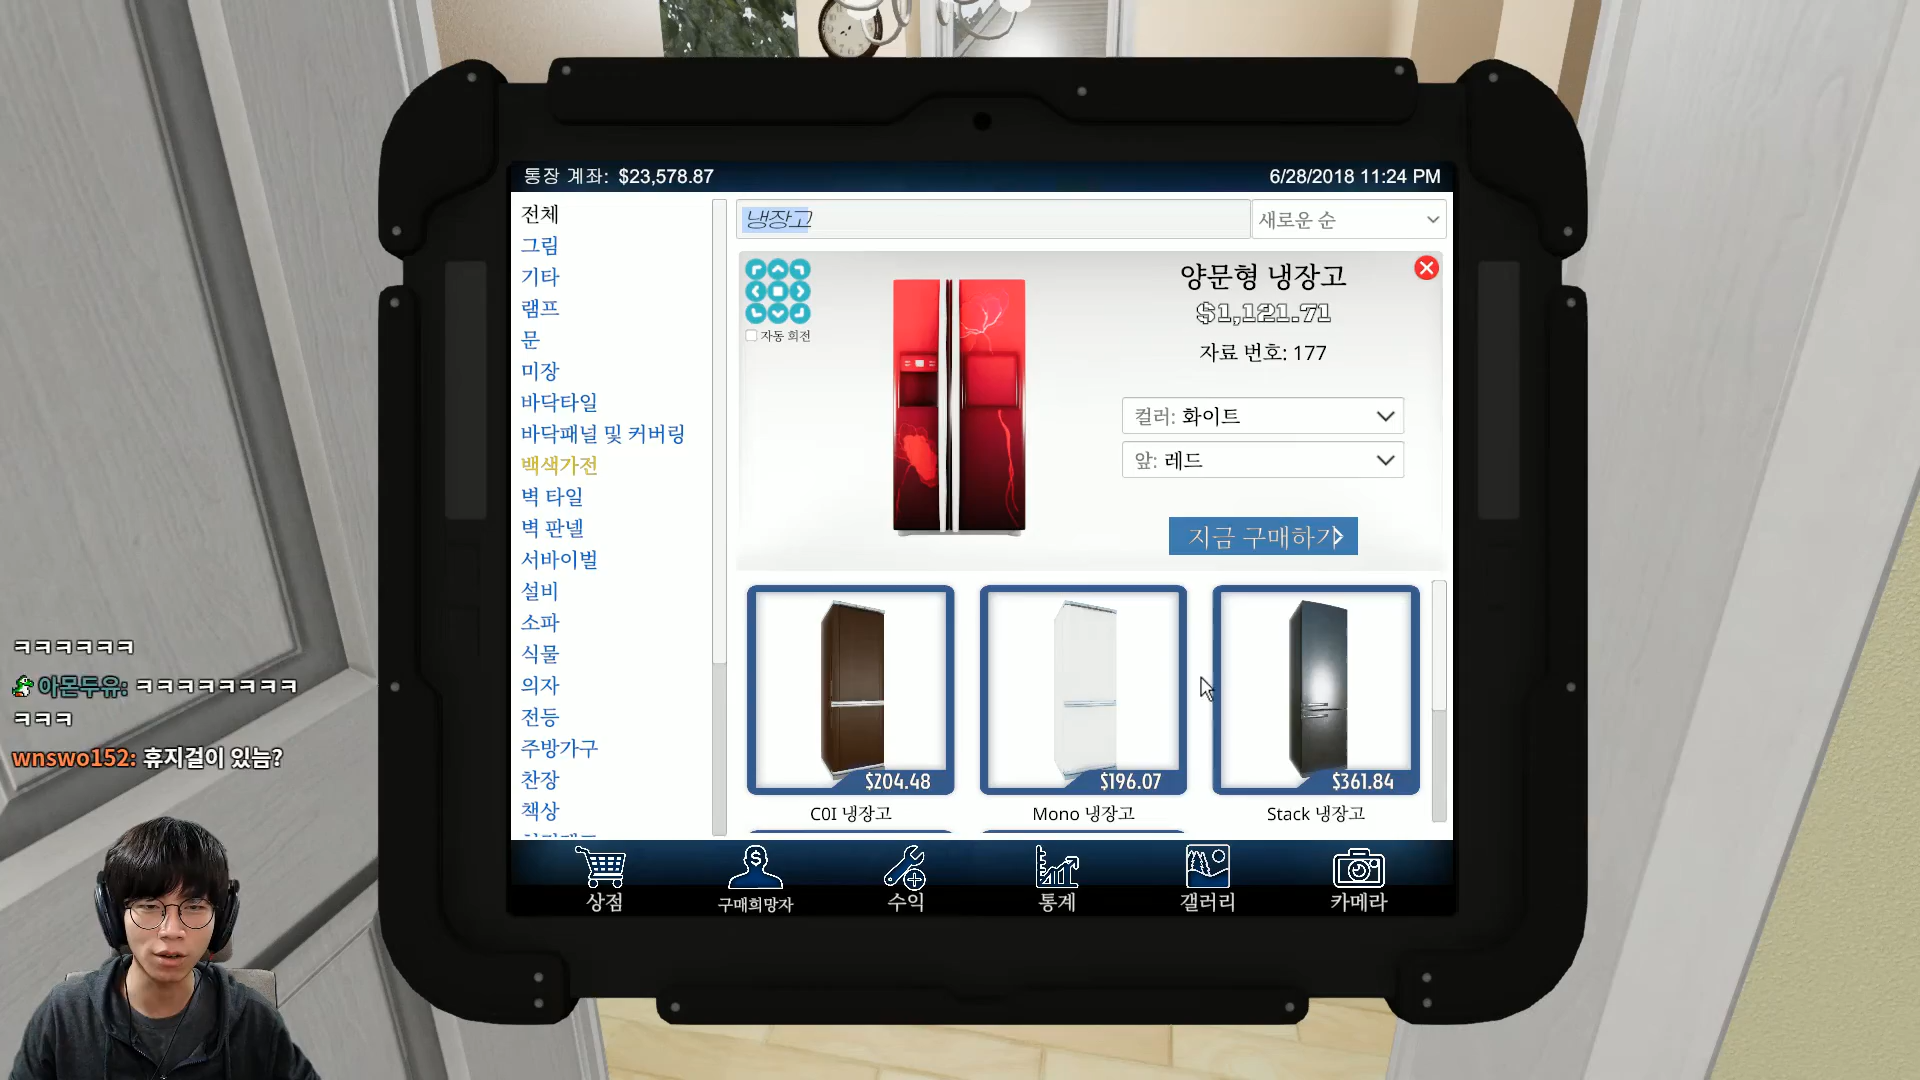 통장 계좌: $23,578.87
6/28/2018 11:24 PM
전체
그림
기타
램프
문
미장
바닥타일
바닥패널 및 커버링
백색가전
벽 타일
벽 판넬
서바이벌
설비
소파
식물
의자
전등
주방가구
찬장
책상
냉장고
새로운 순
자동 회전
양문형 냉장고
$1,121.71
자료 번호: 177
컬러: 화이트
앞: 레드
지금 구매하기
$204.48
$196.07
$361.84
COI 냉장고
Mono 냉장고
Stack 냉장고
상점
구매희망자
수익
통계
갤러리
카메라
ㅋㅋㅋㅋㅋㅋ
아몬두유: ㅋㅋㅋㅋㅋㅋㅋㅋ
ㅋㅋㅋ
wnswo152: 휴지걸이 있늠?